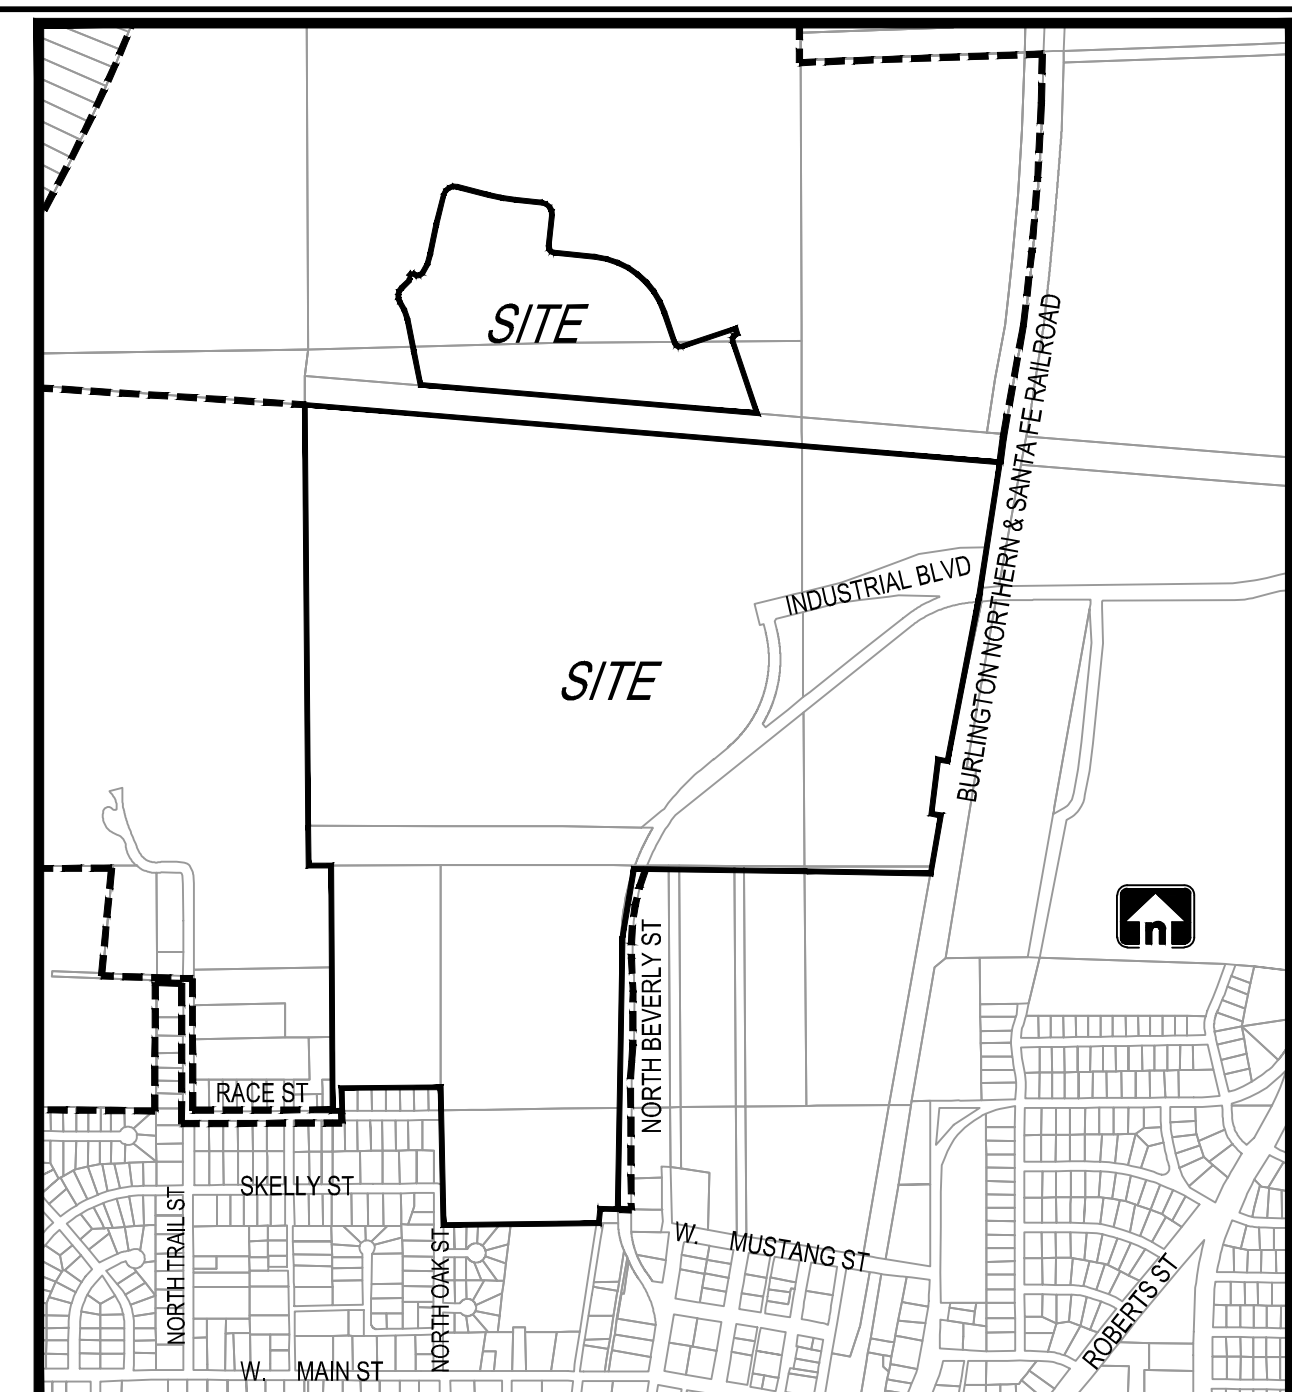 SITE
BURLINGTON NORTHERN & SANTA FE RAILROAD
INDUSTRIAL BLVD
SITE
n
NORTH BEVERLY ST
RACE ST
SKELLY ST
NORTH TRAIL ST
NORTH OAK ST
W. MUSTANG ST
ROBERTS ST
W. MAIN ST